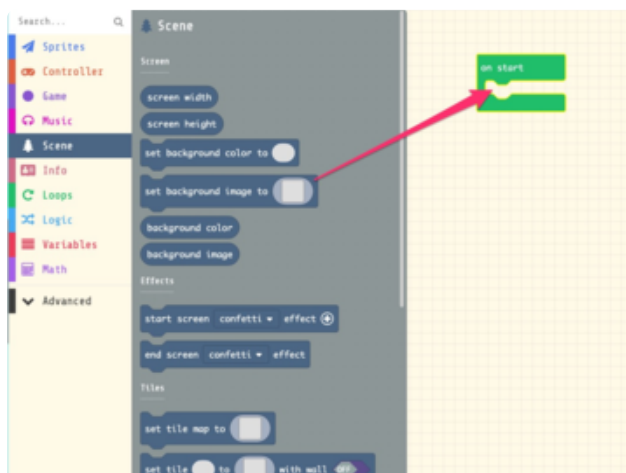 Search...
Sprites
Controller
Game
Music
Scene
Info
Loops
Logic
Variables
Math
Advanced
Scene
Screen
screen width
screen height
set background color to
set background image to
background color
background image
Effects
start screen confetti effect
end screen confetti effect
Tiles
set tile map to
set tile to with wall OFF
on start